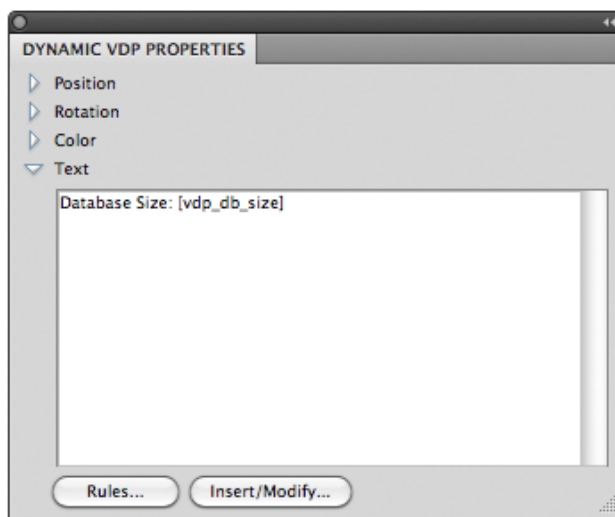 DYNAMIC VDP PROPERTIES
Position
Rotation
Color
Text
Database Size: [vdp_db_size]
Rules...
Insert/Modify...